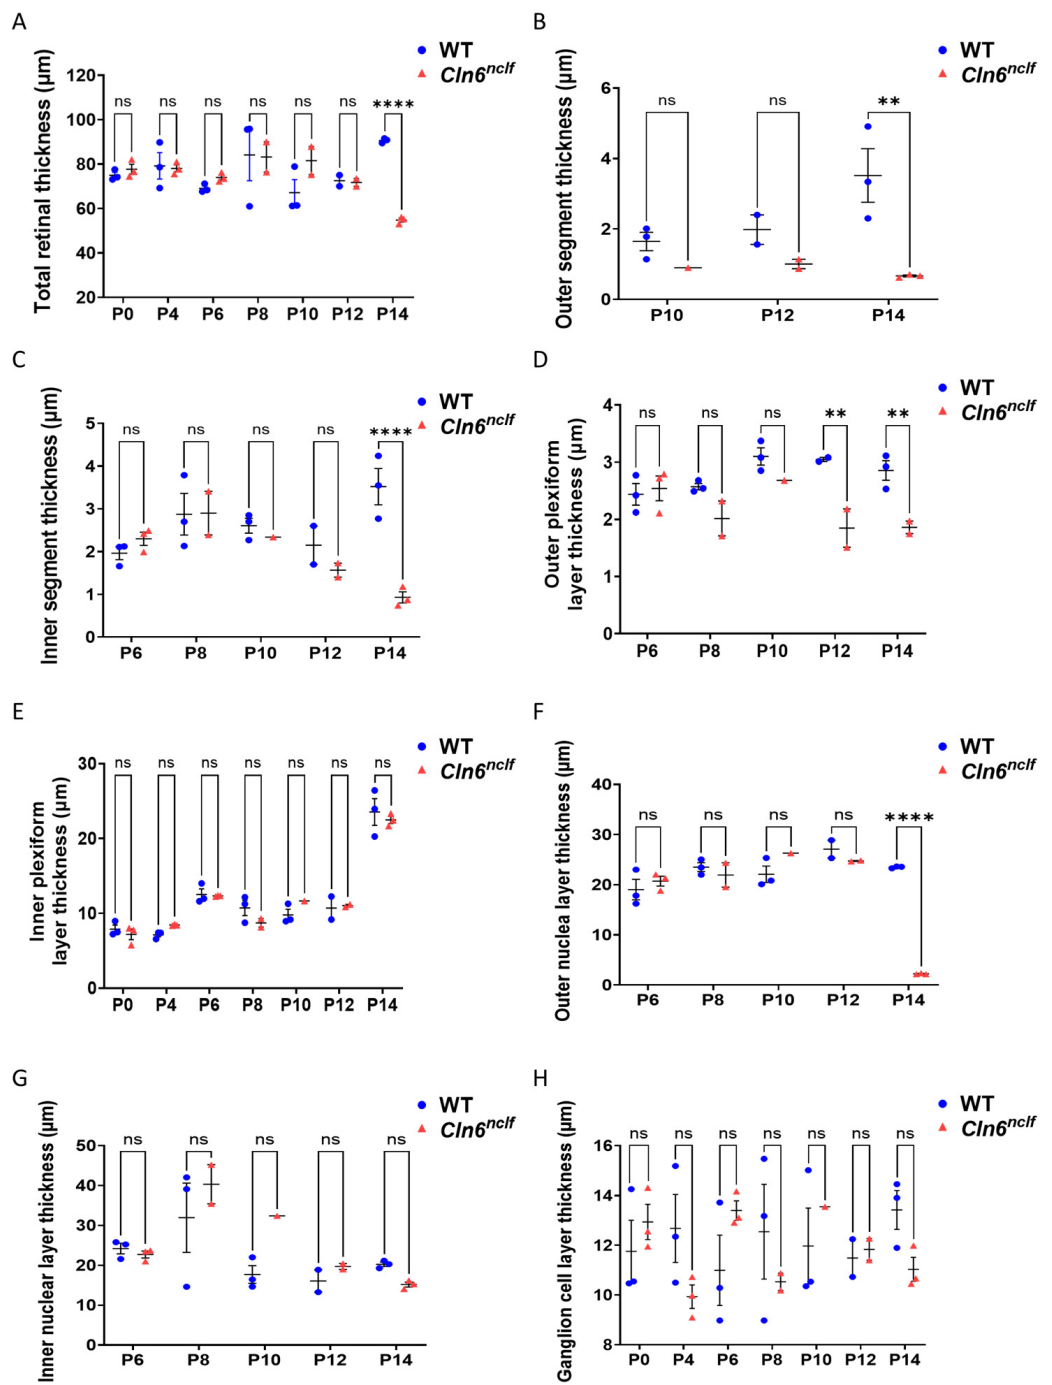 A
WT
Cln6nclf
Total retinal thickness (µm)
120
100
80
60
40
20
ns ns ns ns ns ns ****
P0 P4 P6 P8 P10 P12 P14
B
WT
Cln6nclf
Outer segment thickness (µm)
6
4
2
0
ns ns **
P10 P12 P14
C
WT
Cln6nclf
Inner segment thickness (µm)
5
4
3
2
1
0
ns ns ns ns ****
P6 P8 P10 P12 P14
D
WT
Cln6nclf
Outer plexiform
layer thickness (µm)
4
3
2
1
0
ns ns ns ** **
P6 P8 P10 P12 P14
E
WT
Cln6nclf
Inner plexiform
layer thickness (µm)
30
20
10
0
ns ns ns ns ns ns ns
P0 P4 P6 P8 P10 P12 P14
F
WT
Cln6nclf
Outer nuclea layer thickness (µm)
40
30
20
10
0
ns ns ns ns ****
P6 P8 P10 P12 P14
G
WT
Cln6nclf
Inner nuclear layer thickness (µm)
50
40
30
20
10
0
ns ns ns ns ns
P6 P8 P10 P12 P14
H
WT
Cln6nclf
Ganglion cell layer thickness (µm)
16
14
12
10
8
ns ns ns ns ns ns ns
P0 P4 P6 P8 P10 P12 P14